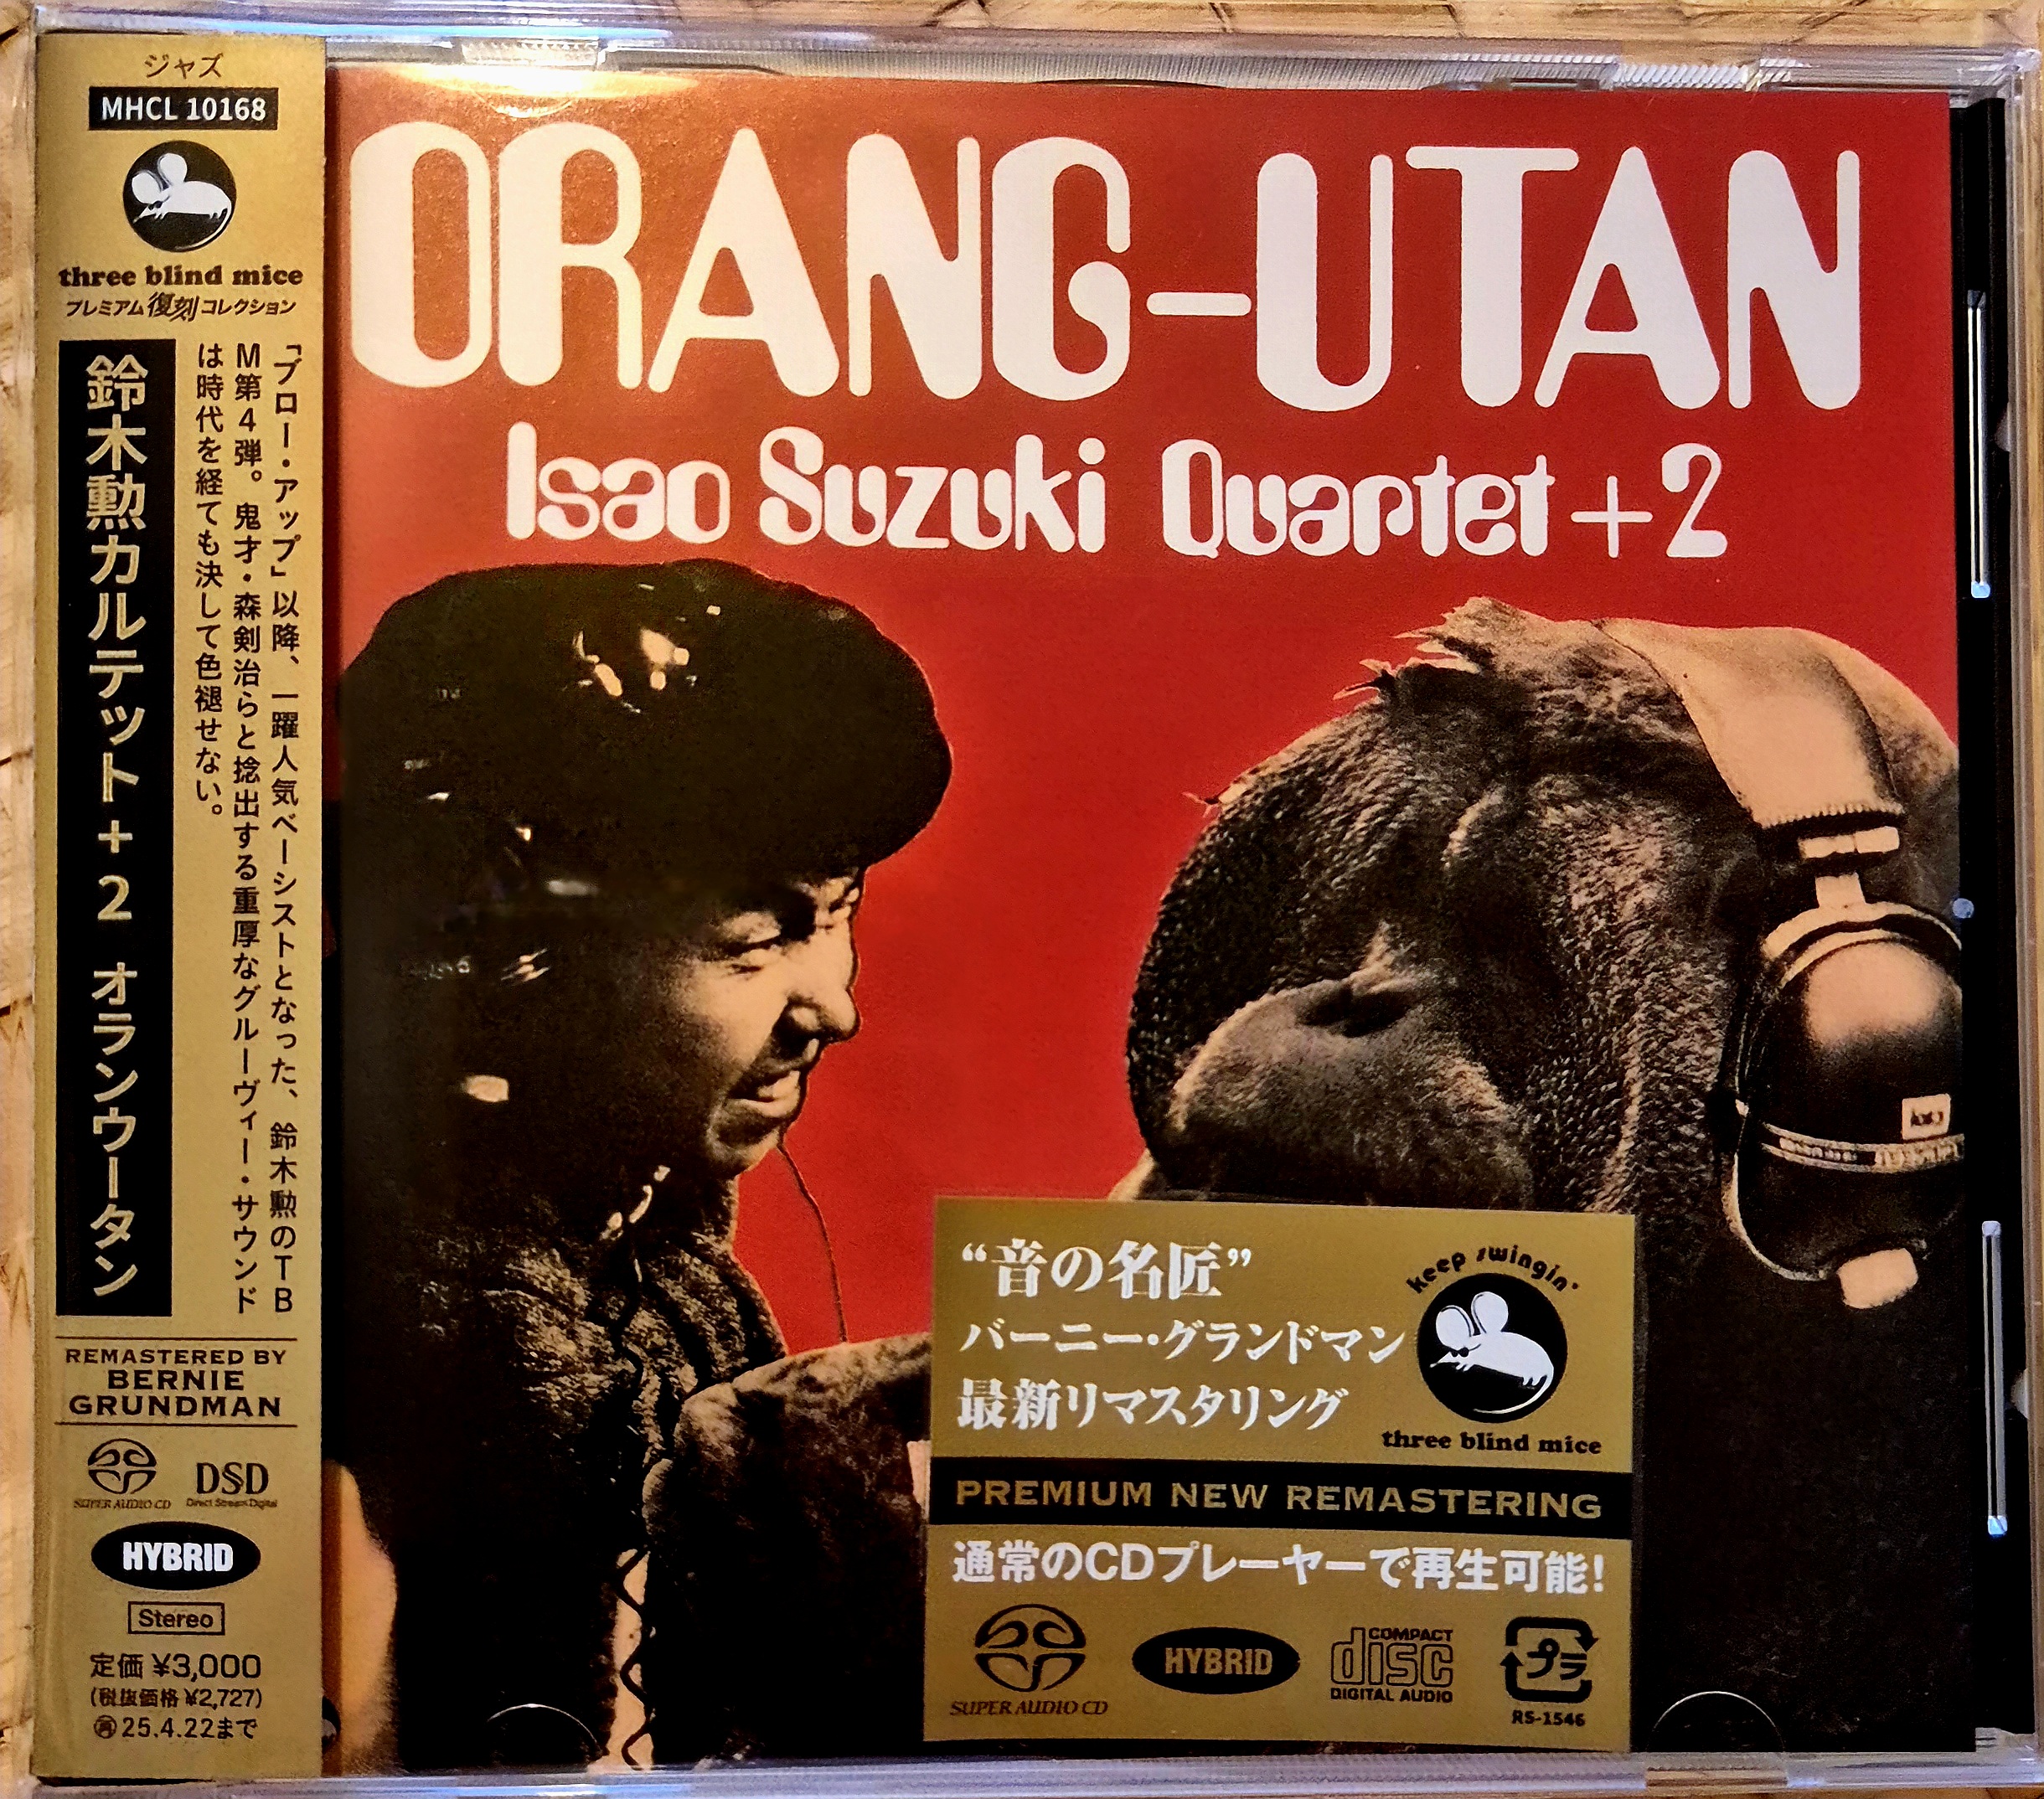 ジャズ
MHCL 10168
three blind mice
プレミアム復刻コレクション
「ブロー・アップ」以降、一躍人気ベーシストとなった、鈴木勲のTB
M第4弾。鬼才・森剣治らと捻出する重厚なグルーヴィー・サウンド
は時代を経ても決して色褪せない。
鈴木勲カルテット+2 オランウータン
REMASTERED BY
BERNIE
GRUNDMAN
SUPER AUDIO CD
DSD
Direct Stream Digital
HYBRID
Stereo
定価 ¥3,000
(税抜価格 ¥2,727)
再25.4.22まで
ORANG-UTAN
Isao Suzuki Quartet +2
“音の名匠”
バーニー・グランドマン
最新リマスタリング
keep swingin'
three blind mice
PREMIUM NEW REMASTERING
通常のCDプレーヤーで再生可能!
SUPER AUDIO CD
HYBRID
COMPACT
disc
DIGITAL AUDIO
プラ
RS-1546